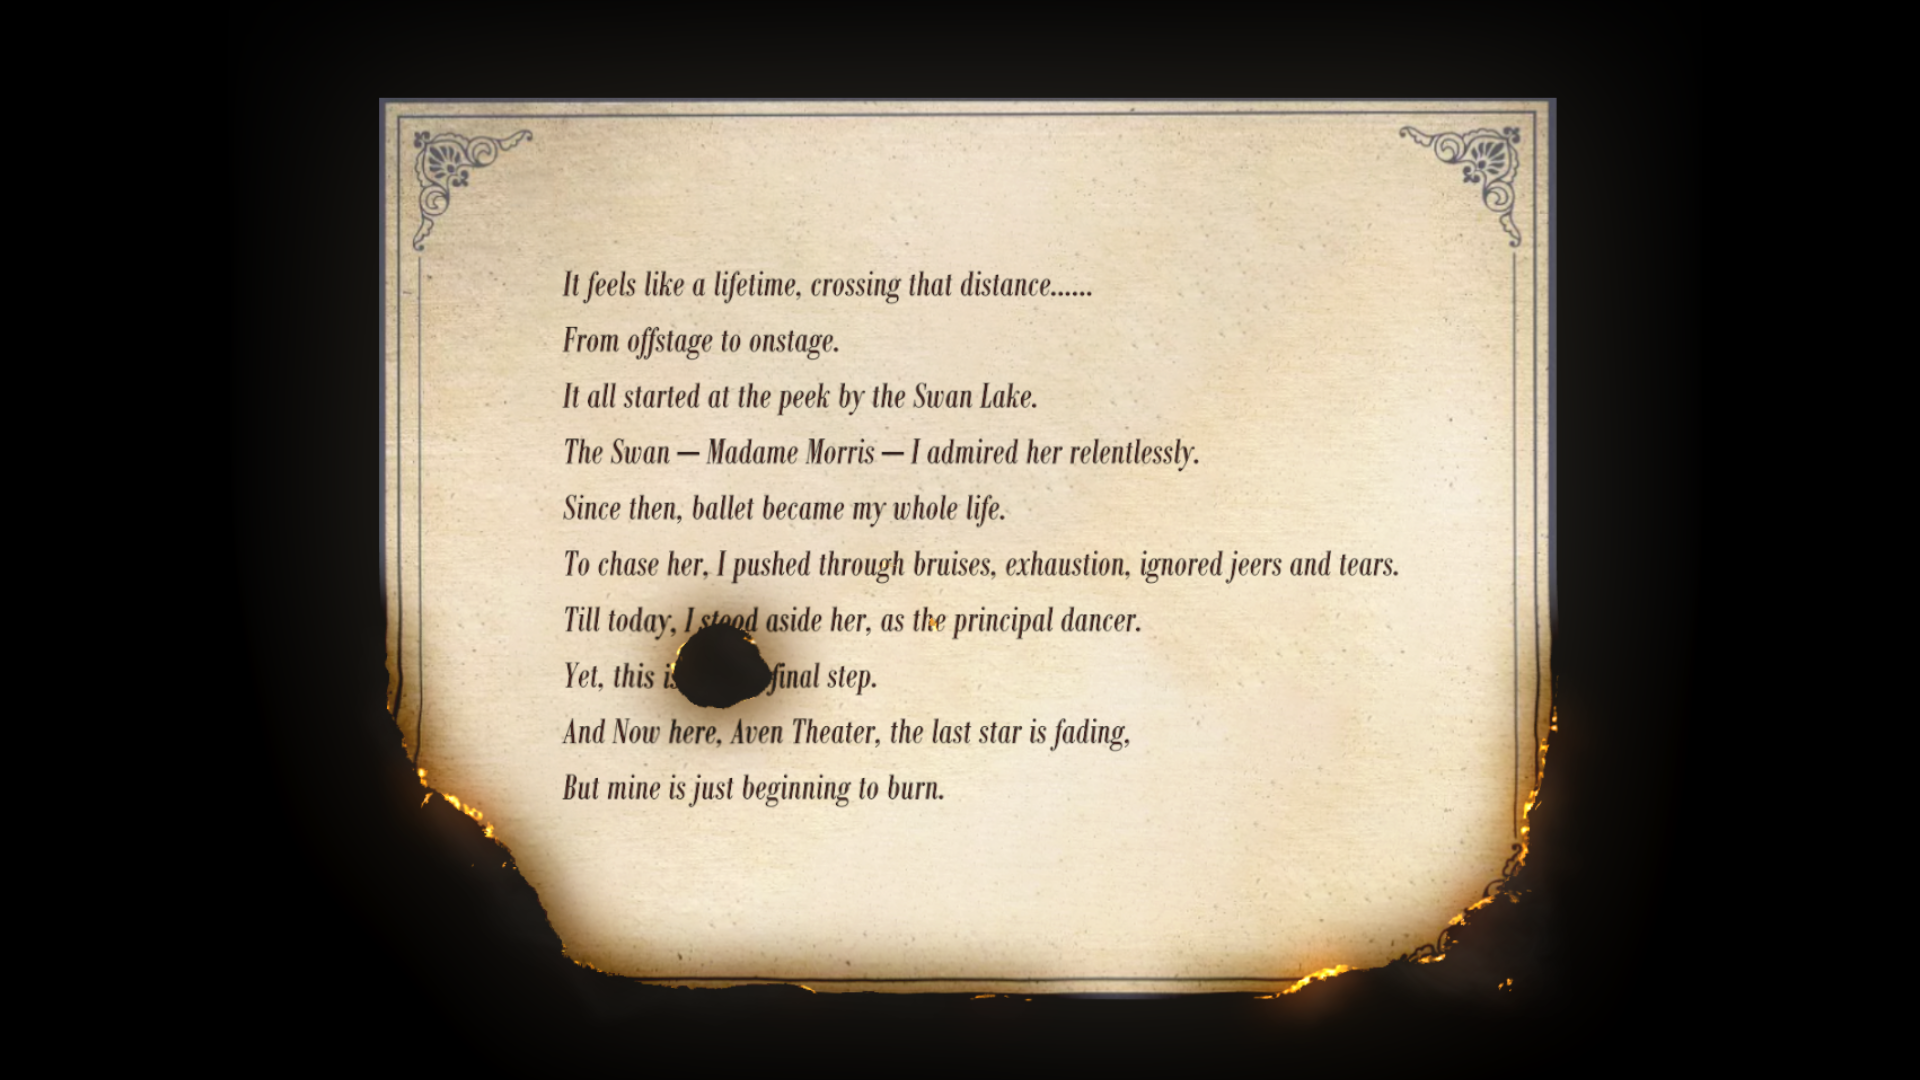 It feels like a lifetime, crossing that distance......
From offstage to onstage.
It all started at the peek by the Swan Lake.
The Swan — Madame Morris — I admired her relentlessly.
Since then, ballet became my whole life.
To chase her, I pushed through bruises, exhaustion, ignored jeers and tears.
Till today, I stood aside her, as the principal dancer.
Yet, this is final step.
And Now here, Aven Theater, the last star is fading,
But mine is just beginning to burn.